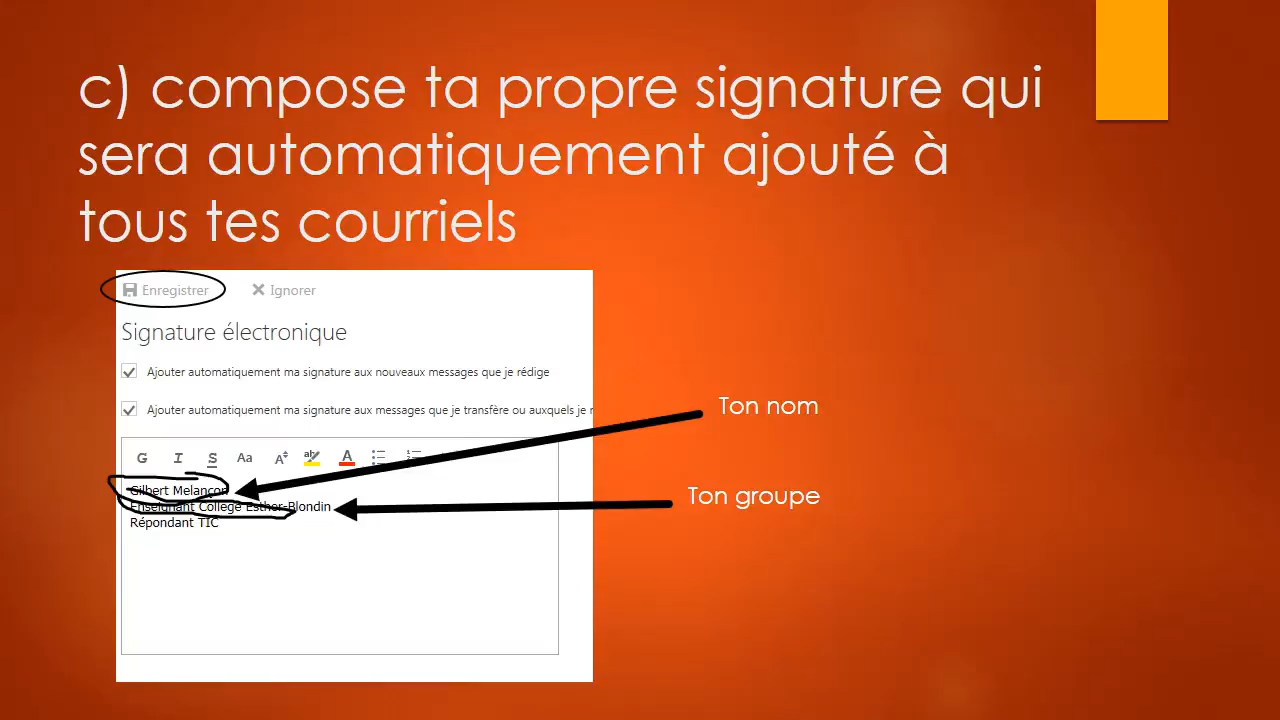 c) compose ta propre signature qui
sera automatiquement ajouté à
tous tes courriels
Enregistrer Ignorer
Signature électronique
Ajouter automatiquement ma signature aux nouveaux messages que je rédige
Ajouter automatiquement ma signature aux messages que je transfère ou auxquels je
Ton nom
G I S Aa A ab A
Gilbert Melançon
Ton groupe
Enseignant Collège Esther-Blondin
Répondant TIC